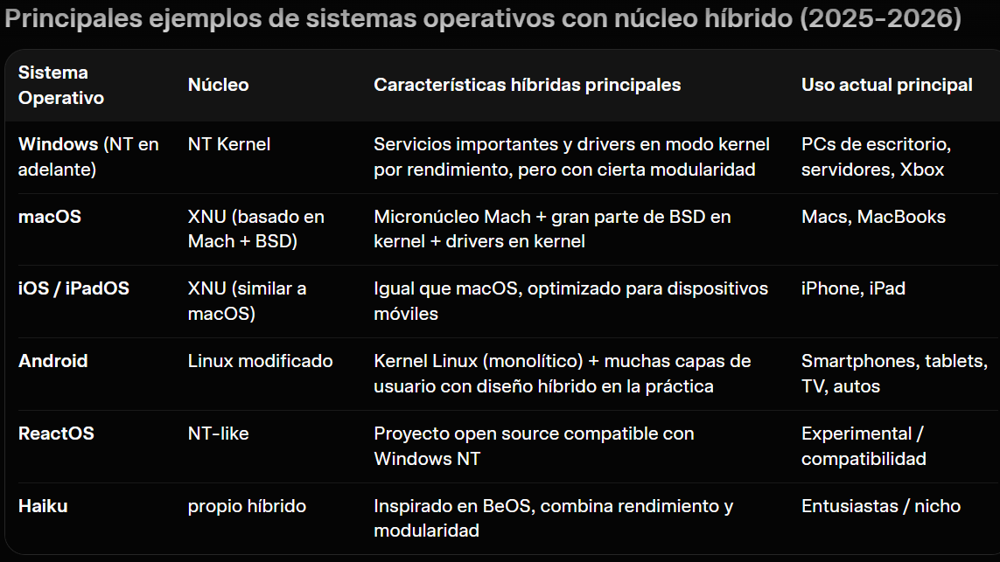 Principales ejemplos de sistemas operativos con núcleo híbrido (2025-2026)
Sistema
Operativo
Núcleo
Características híbridas principales
Uso actual principal
Windows (NT en
adelante)
NT Kernel
Servicios importantes y drivers en modo kernel
por rendimiento, pero con cierta modularidad
PCs de escritorio,
servidores, Xbox
macOS
XNU (basado en
Mach + BSD)
Micronúcleo Mach + gran parte de BSD en
kernel + drivers en kernel
Macs, MacBooks
iOS / iPadOS
XNU (similar a
macOS)
Igual que macOS, optimizado para dispositivos
móviles
iPhone, iPad
Android
Linux modificado
Kernel Linux (monolítico) + muchas capas de
usuario con diseño híbrido en la práctica
Smartphones, tablets,
TV, autos
ReactOS
NT-like
Proyecto open source compatible con
Windows NT
Experimental /
compatibilidad
Haiku
propio híbrido
Inspirado en BeOS, combina rendimiento y
modularidad
Entusiastas / nicho